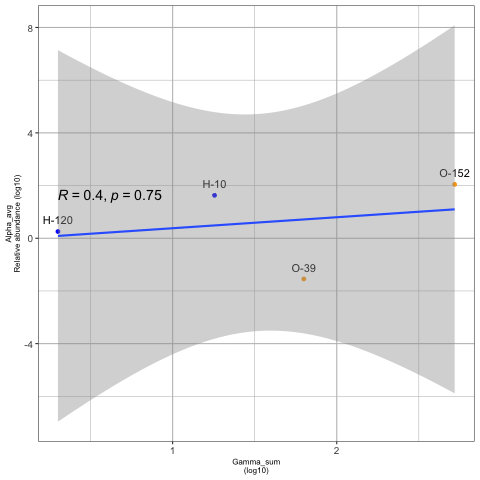 8
4
0
-4
Alpha_avg
Relative abundance (log10)
O-152
H-10
R = 0.4, p = 0.75
H-120
O-39
1
2
Gamma_sum
(log10)